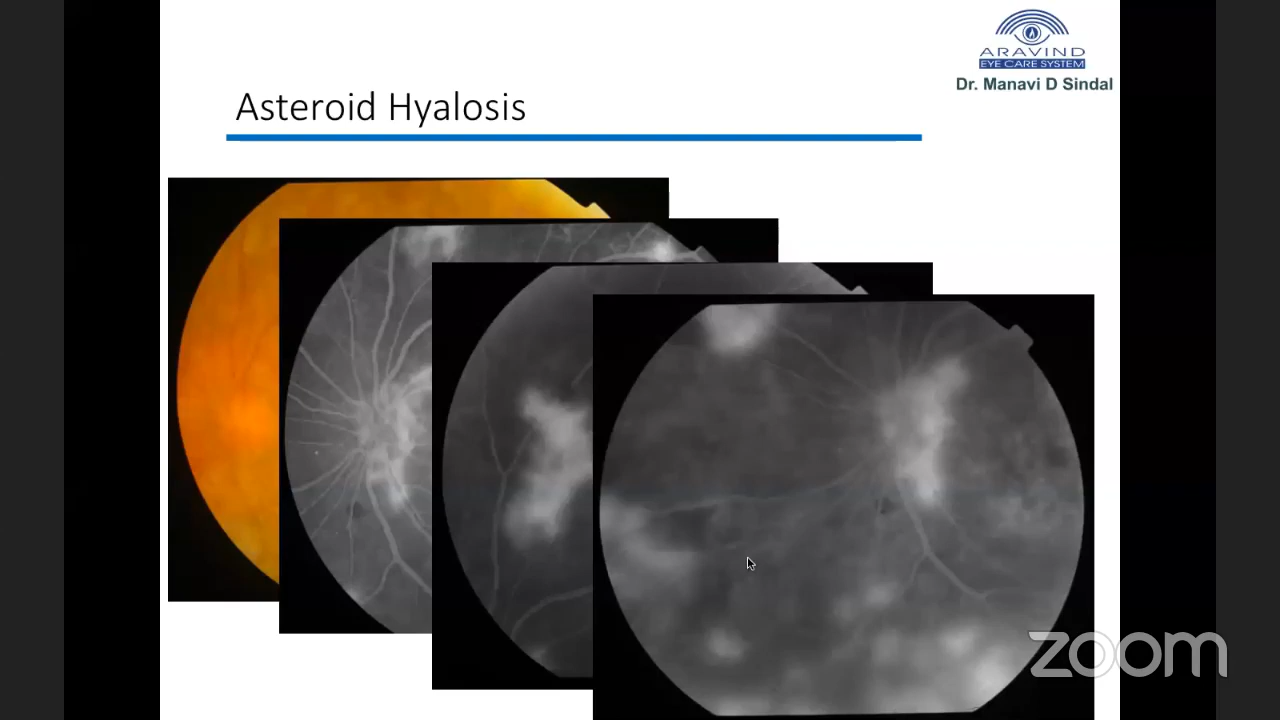 ARAVIND
EYE CARE SYSTEM
Dr. Manavi D Sindal
Asteroid Hyalosis
zoom